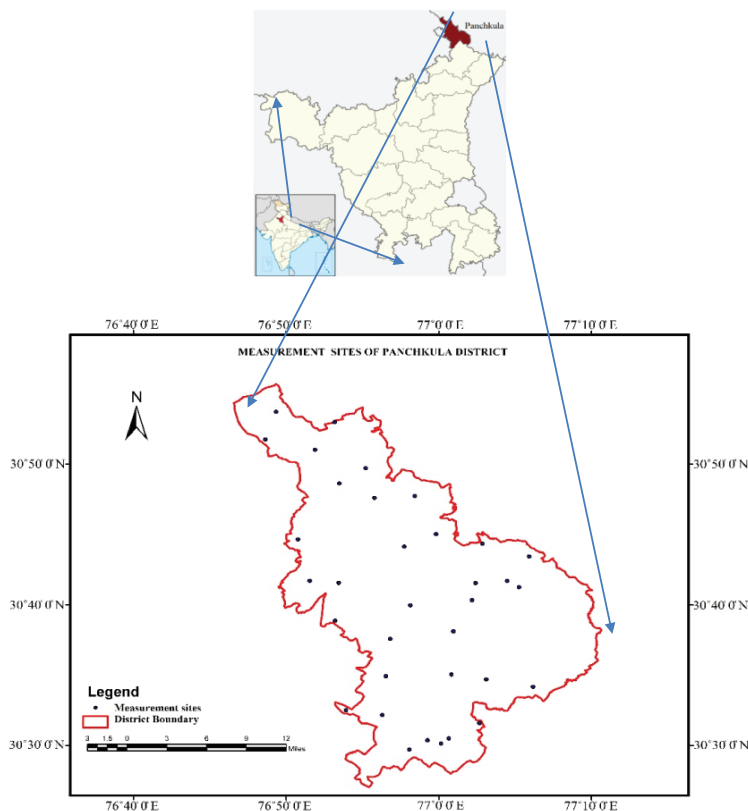 Panchkula
76°40'0"E 76°50'0"E 77°0'0"E 77°10'0"E
MEASUREMENT SITES OF PANCHKULA DISTRICT
N
30°50'0"N 30°50'0"N
30°40'0"N 30°40'0"N
Legend
Measurement sites
District Boundary
3 1.5 0 3 6 9 12
Miles
30°30'0"N 30°30'0"N
76°40'0"E 76°50'0"E 77°0'0"E 77°10'0"E